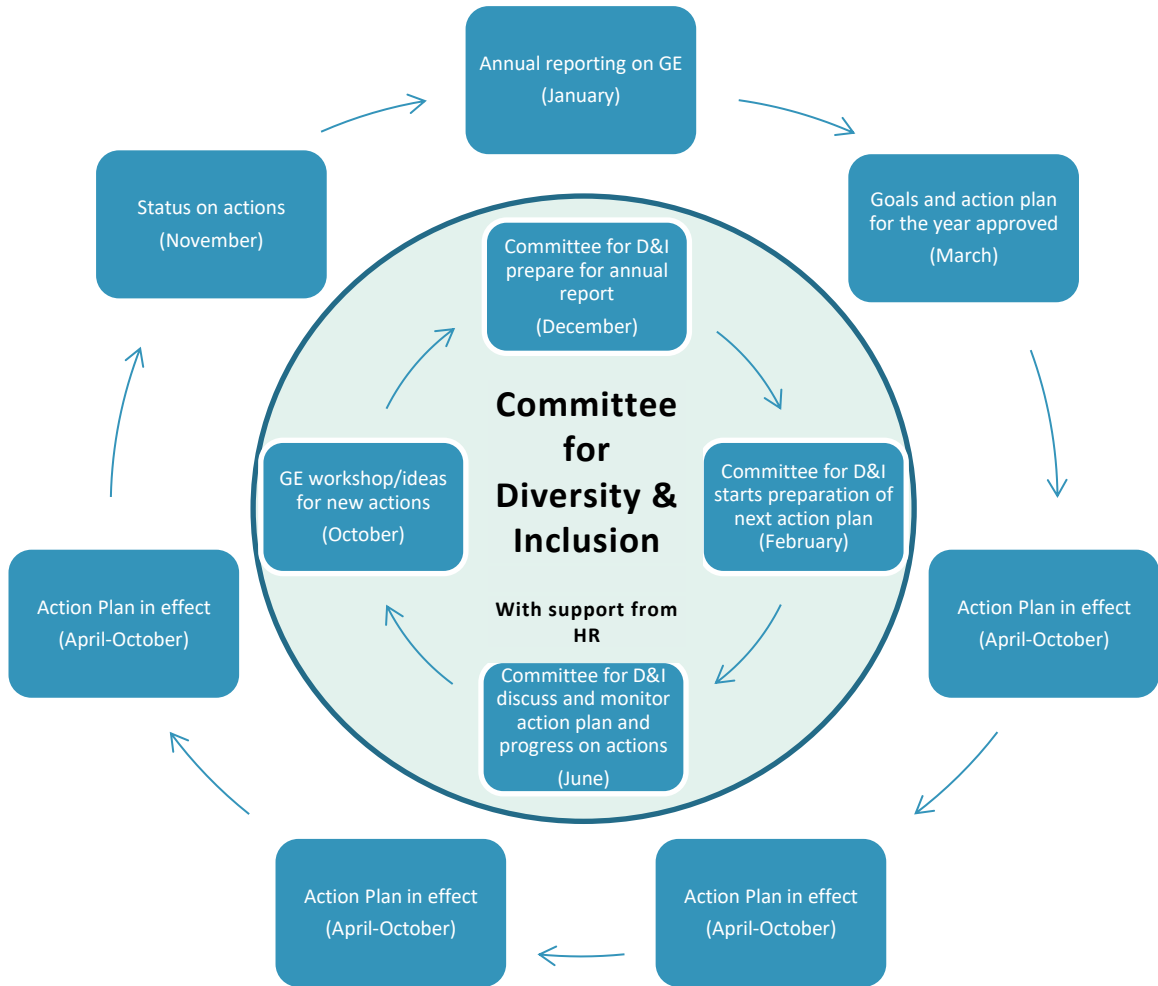 Annual reporting on GE
(January)
Goals and action plan
for the year approved
(March)
Action Plan in effect
(April-October)
Action Plan in effect
(April-October)
Action Plan in effect
(April-October)
Action Plan in effect
(April-October)
Status on actions
(November)
Committee for D&I
prepare for annual
report
(December)
Committee for D&I
starts preparation of
next action plan
(February)
Committee for D&I
discuss and monitor
action plan and
progress on actions
(June)
GE workshop/ideas
for new actions
(October)
Committee
for
Diversity &
Inclusion
With support from
HR